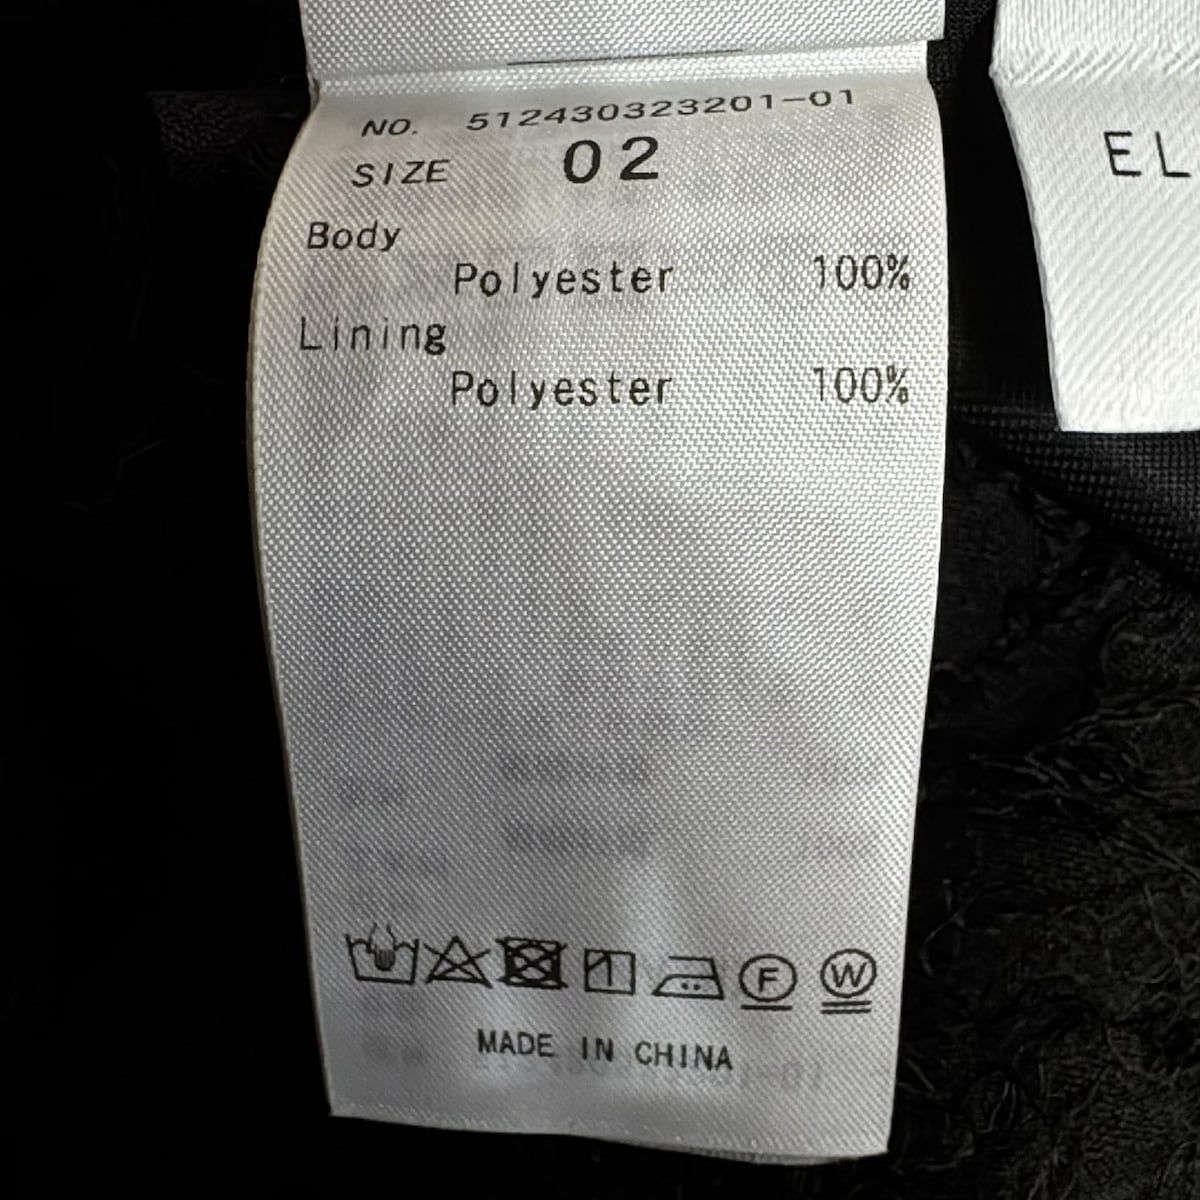 NO. 512430323201-01
SIZE 02
Body
Polyester 100%
Lining
Polyester 100%
F W
MADE IN CHINA
EL